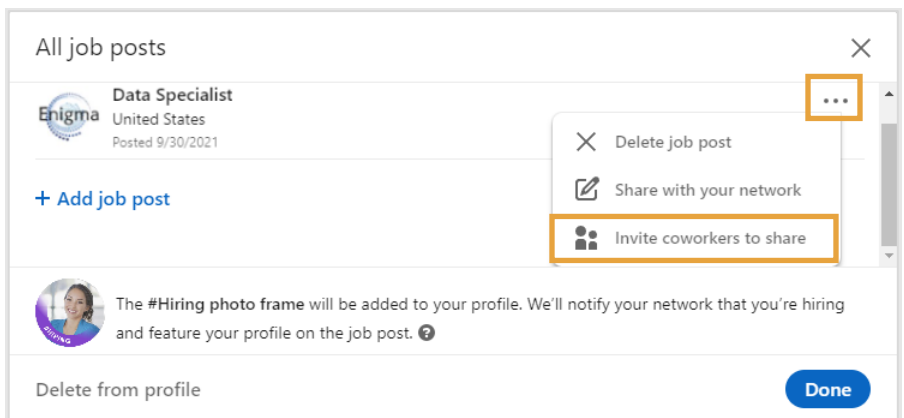 All job posts
Enigma
Data Specialist
United States
Posted 9/30/2021
Delete job post
+ Add job post
Share with your network
Invite coworkers to share
The #Hiring photo frame will be added to your profile. We’ll notify your network that you’re hiring
and feature your profile on the job post.
#HIRING
Delete from profile
Done